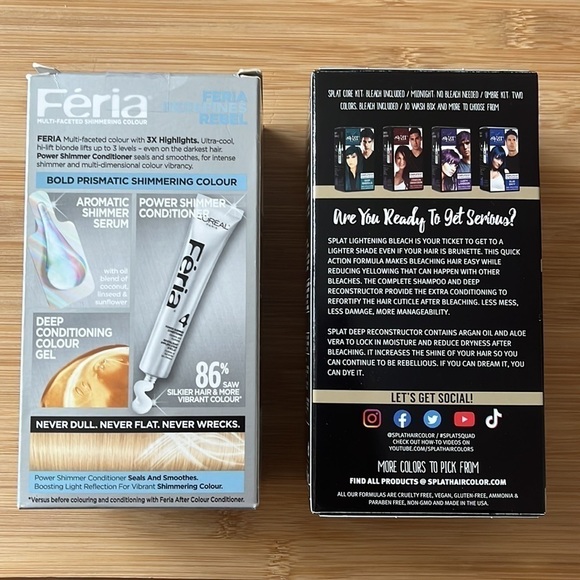 Féria
MULTI-FACETED SHIMMERING COLOUR
FERIA
REBEL
FERIA Multi-faceted colour with 3X Highlights. Ultra-cool,
hi-lift blonde lifts up to 3 levels - even on the darkest hair.
Power Shimmer Conditioner seals and smoothes, for intense
shimmer and multi-dimensional colour vibrancy.
BOLD PRISMATIC SHIMMERING COLOUR
AROMATIC
SHIMMER
SERUM
with oil
blend of
coconut,
linseed &
sunflower
POWER SHIMMER
CONDITIONER
L'ORÉAL
Féria
4
DEEP
CONDITIONING
COLOUR
GEL
86% SAW
SILKIER HAIR & MORE
VIBRANT COLOUR*
NEVER DULL. NEVER FLAT. NEVER WRECKS.
Power Shimmer Conditioner Seals And Smoothes.
Boosting Light Reflection For Vibrant Shimmering Colour.
*Versus before colouring and conditioning with Feria After Colour Conditioner.
SPLAT CORE KIT, BLEACH INCLUDED / MIDNIGHT, NO BLEACH NEEDED / OMBRE KIT, TWO
COLORS, BLEACH INCLUDED / 10 WASH BOX AND MORE TO CHOOSE FROM
Are You Ready To Get Serious?
SPLAT LIGHTENING BLEACH IS YOUR TICKET TO GET TO A
LIGHTER SHADE EVEN IF YOUR HAIR IS BRUNETTE. THIS QUICK
ACTION FORMULA MAKES BLEACHING HAIR EASY WHILE
REDUCING YELLOWING THAT CAN HAPPEN WITH OTHER
BLEACHES. THE COMPLETE SHAMPOO AND DEEP
RECONSTRUCTOR PROVIDE THE EXTRA CONDITIONING TO
REFORTIFY THE HAIR CUTICLE AFTER BLEACHING. LESS MESS,
LESS DAMAGE, MORE MANAGEABILITY.
SPLAT DEEP RECONSTRUCTOR CONTAINS ARGAN OIL AND ALOE
VERA TO LOCK IN MOISTURE AND REDUCE DRYNESS AFTER
BLEACHING. IT INCREASES THE SHINE OF YOUR HAIR SO YOU
CAN CONTINUE TO BE REBELLIOUS. IF YOU CAN DREAM IT, YOU
CAN DYE IT.
LET'S GET SOCIAL!
@SPLATHAIRCOLOR / #SPLATSQUAD
CHECK OUT HOW-TO VIDEOS ON
YOUTUBE.COM/SPLATHAIRCOLORS
MORE COLORS TO PICK FROM
FIND ALL PRODUCTS @ SPLATHAIRCOLOR.COM
ALL OUR FORMULAS ARE CRUELTY FREE, VEGAN, GLUTEN-FREE, AMMONIA &
PARABEN FREE, NON-GMO AND MADE IN THE USA.